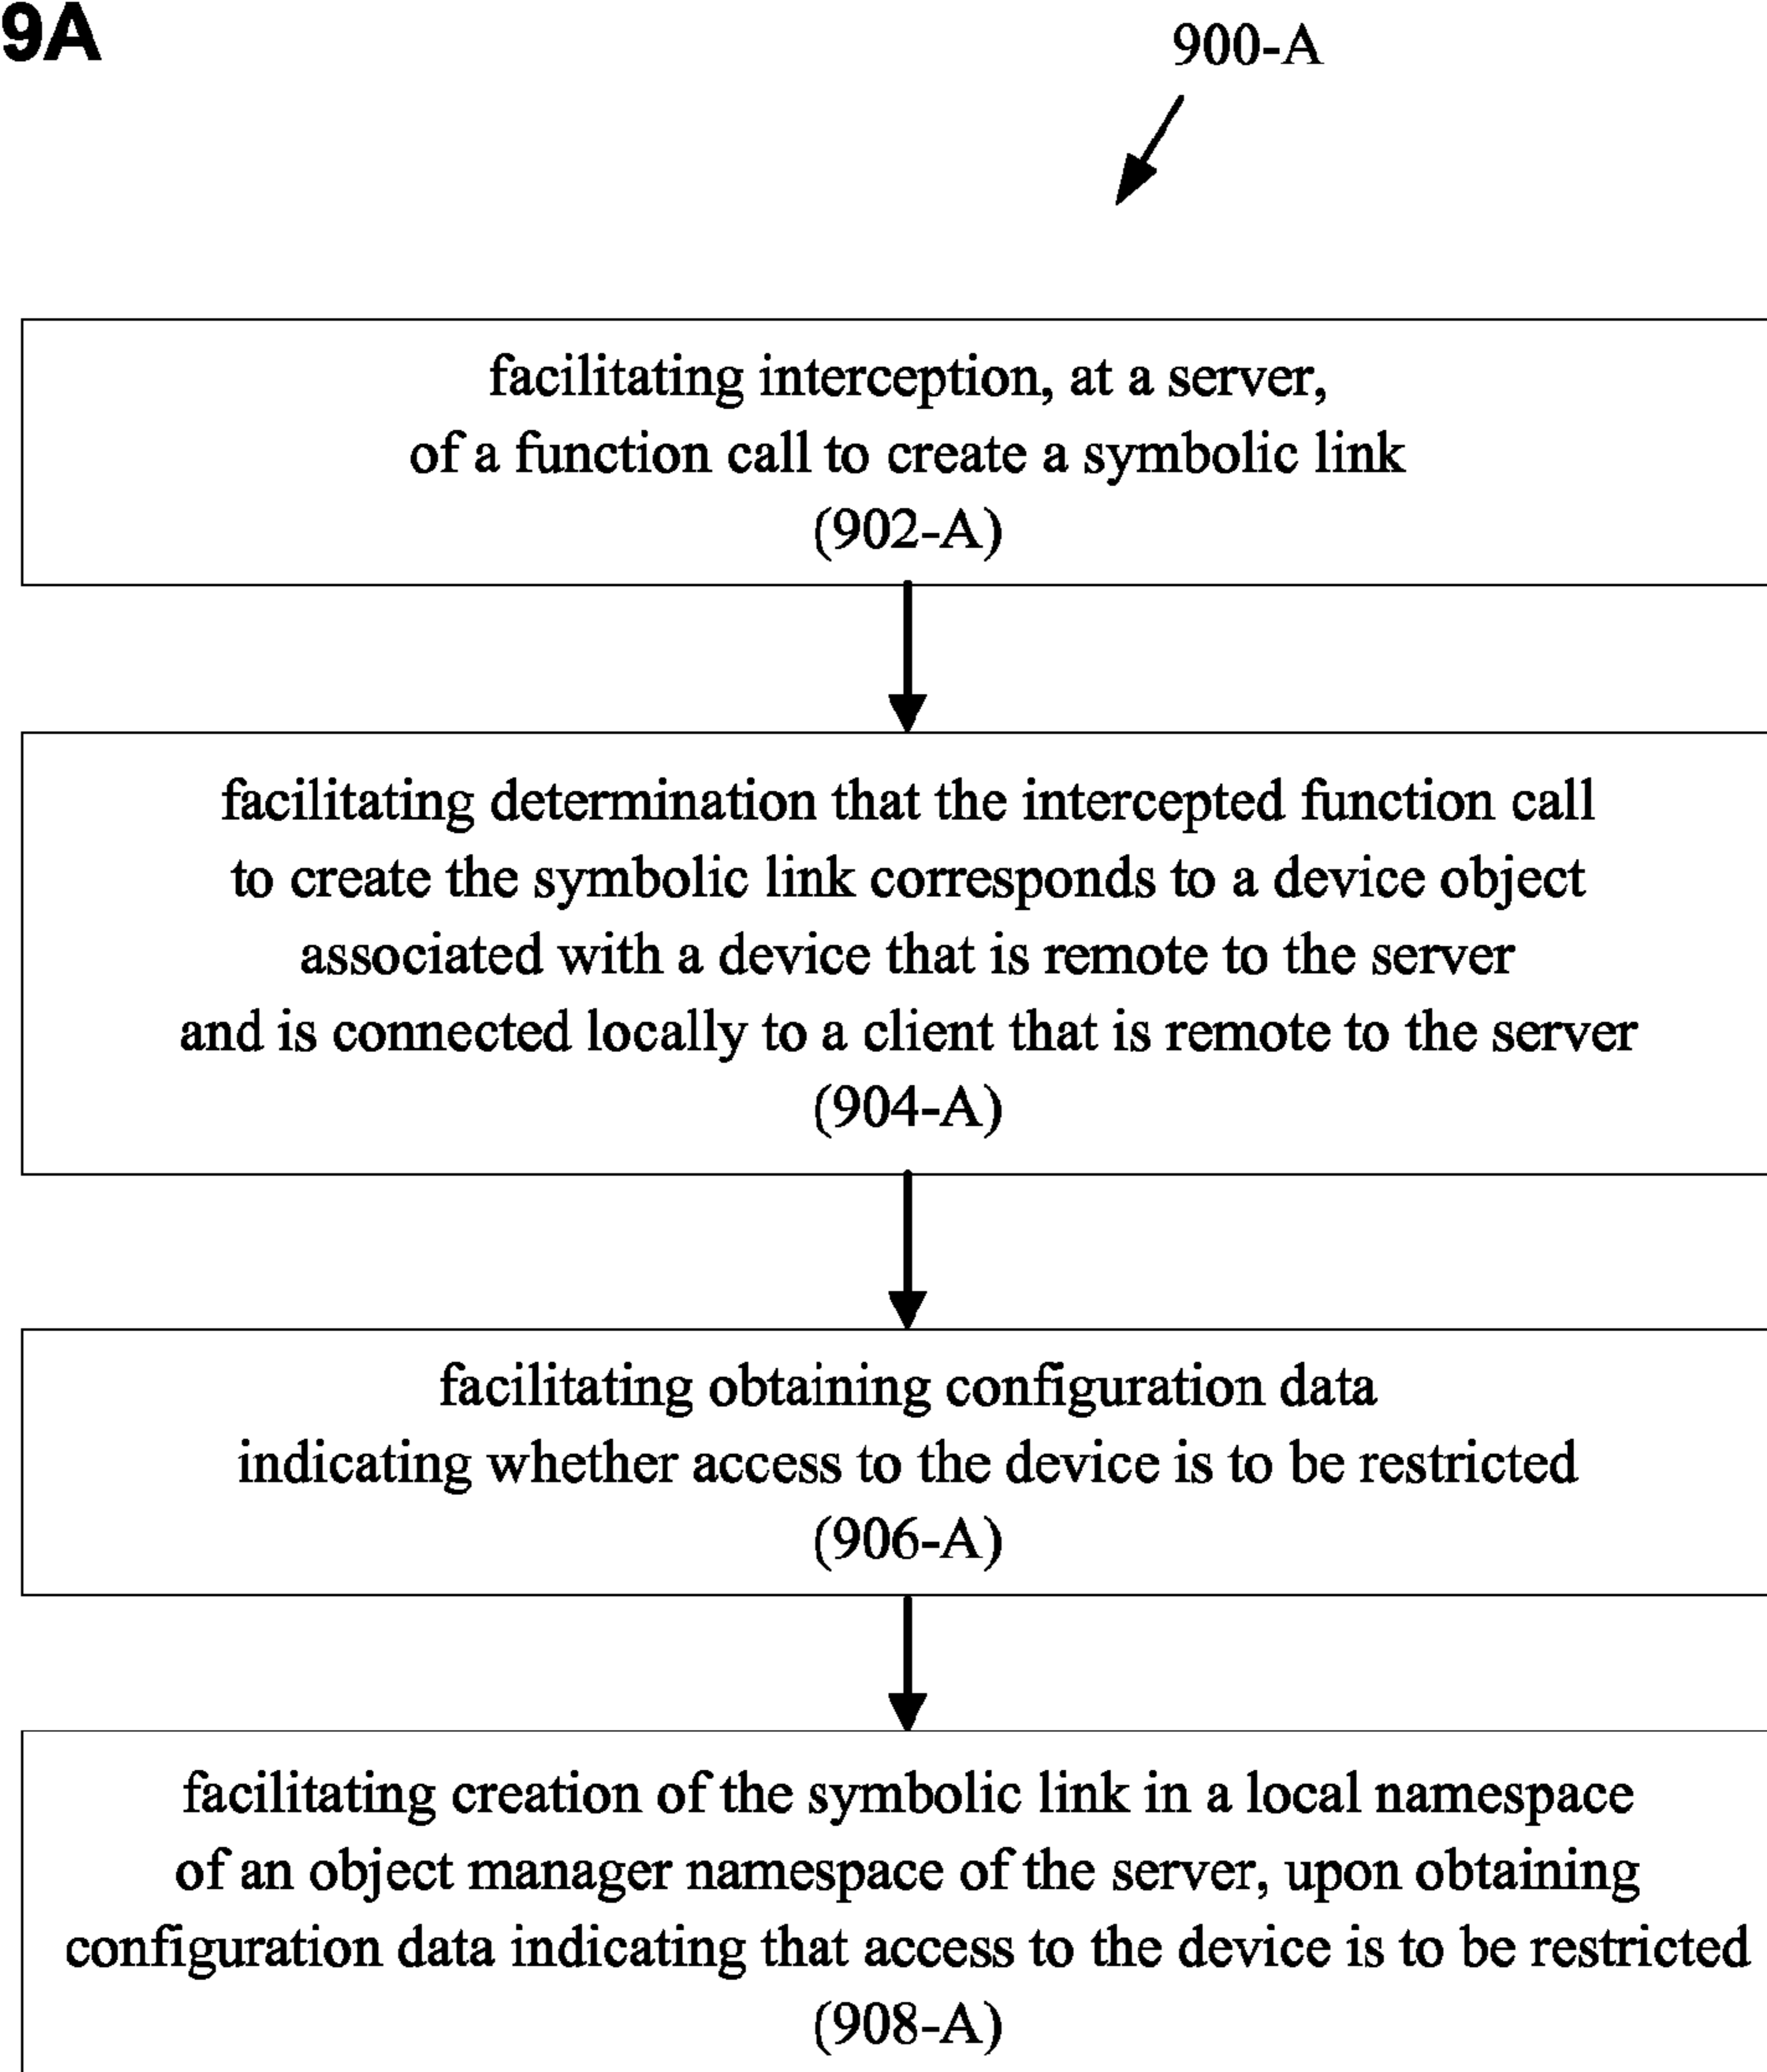 9A
900-A
facilitating interception, at a server,
of a function call to create a symbolic link
(902-A)
facilitating determination that the intercepted function call
to create the symbolic link corresponds to a device object
associated with a device that is remote to the server
and is connected locally to a client that is remote to the server
(904-A)
facilitating obtaining configuration data
indicating whether access to the device is to be restricted
(906-A)
facilitating creation of the symbolic link in a local namespace
of an object manager namespace of the server, upon obtaining
configuration data indicating that access to the device is to be restricted
(908-A)